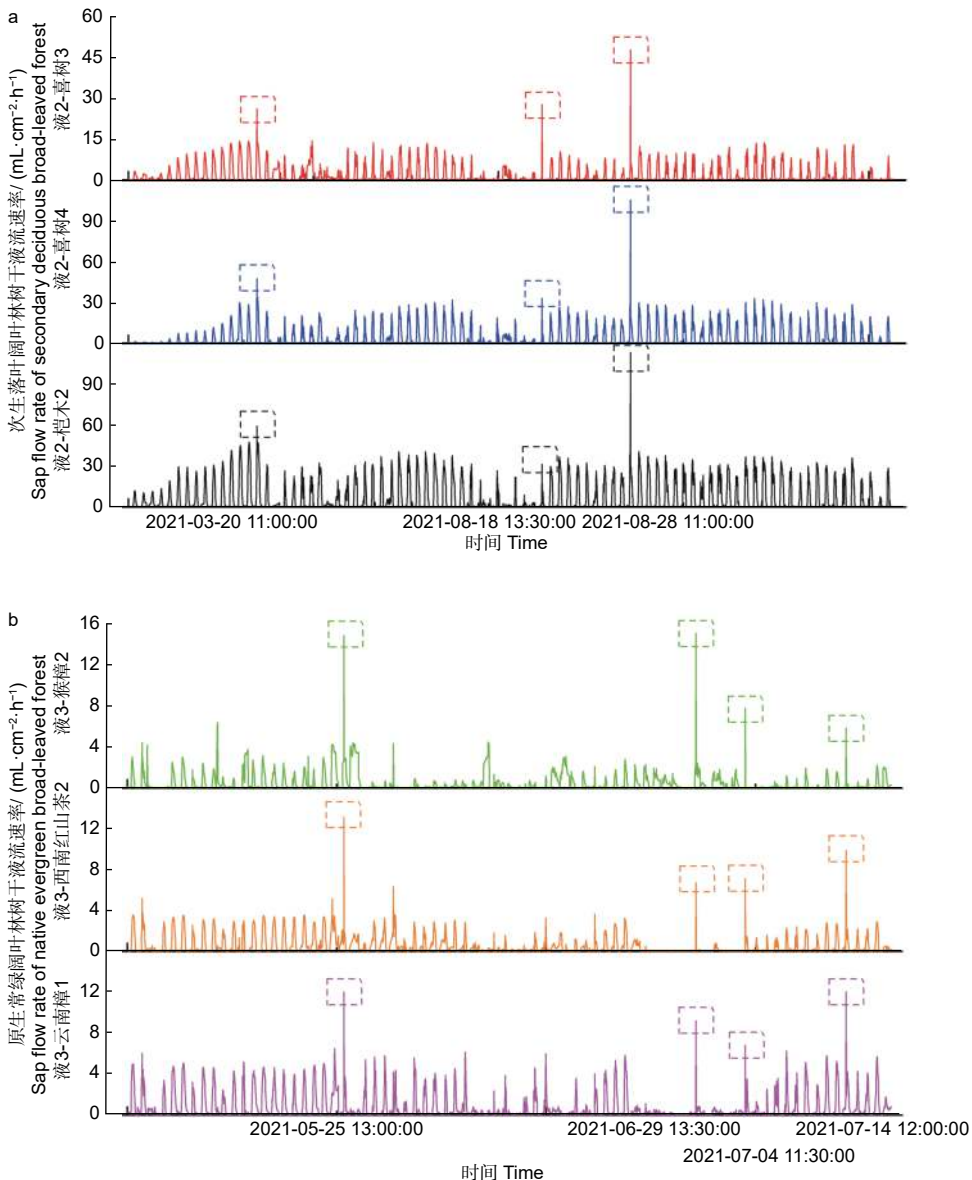 a
次生落叶阔叶林树干液流速率/ (mL·cm⁻²·h⁻¹)
Sap flow rate of secondary deciduous broad-leaved forest
液2-喜树3
60
45
30
15
0
液2-喜树4
90
60
30
0
液2-桤木2
90
60
30
0
2021-03-20 11:00:00
2021-08-18 13:30:00
2021-08-28 11:00:00
时间 Time
b
原生常绿阔叶林树干液流速率/ (mL·cm⁻²·h⁻¹)
Sap flow rate of native evergreen broad-leaved forest
液3-猴樟2
16
12
8
4
0
液3-西南红山茶2
12
8
4
0
液3-云南樟1
12
8
4
0
2021-05-25 13:00:00
2021-06-29 13:30:00
2021-07-14 12:00:00
2021-07-04 11:30:00
时间 Time